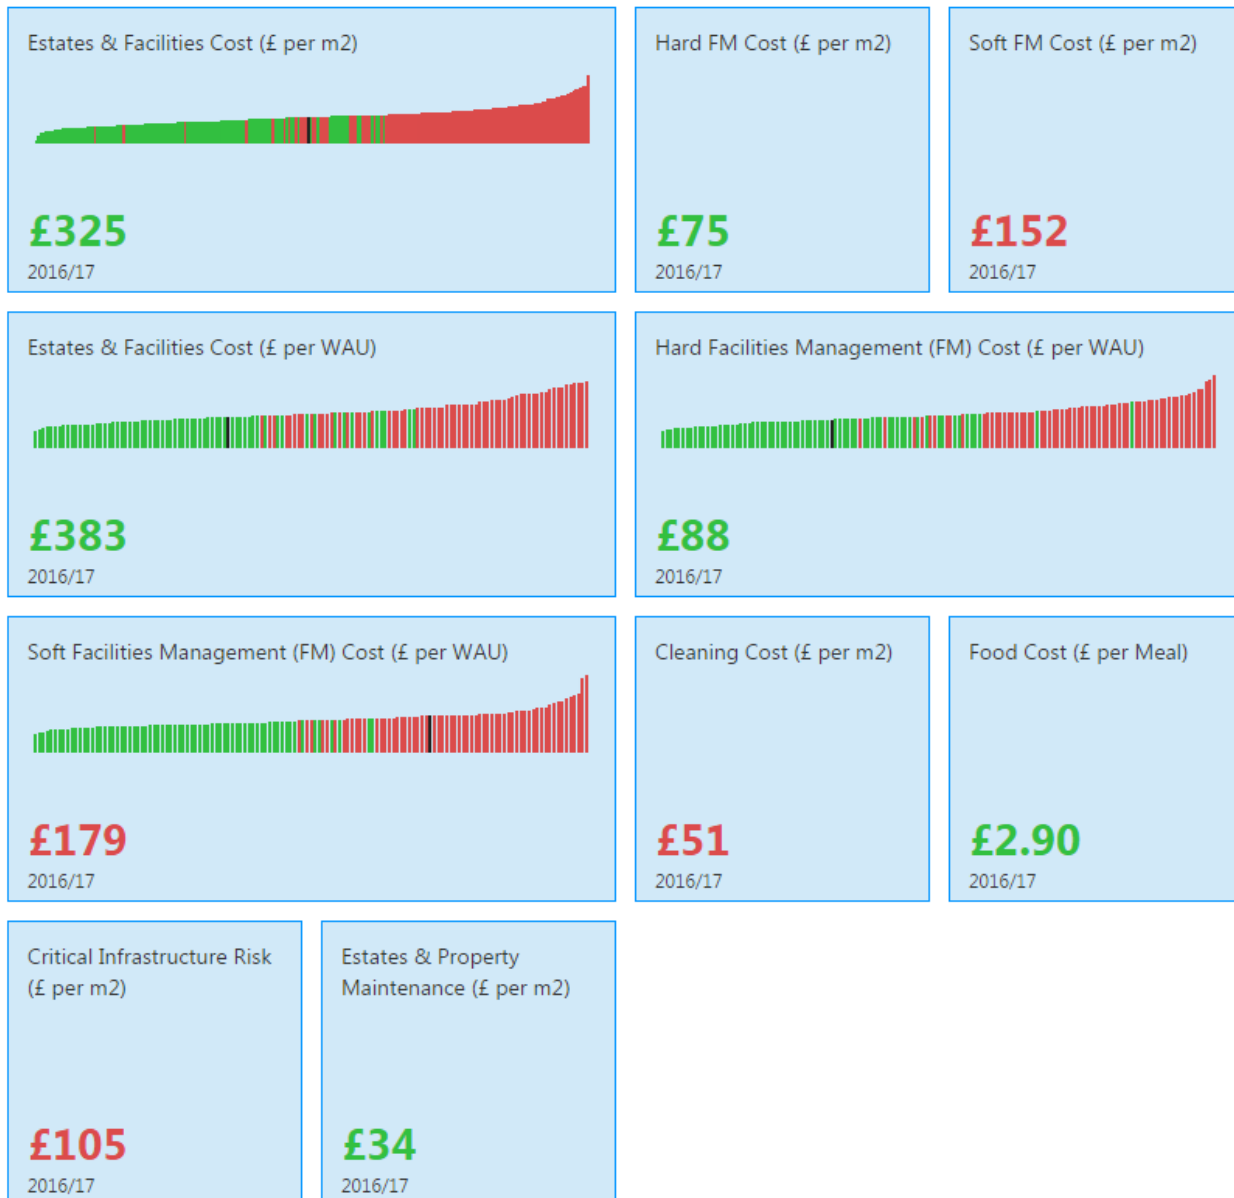 Estates & Facilities Cost (£ per m2)
£325
2016/17
Hard FM Cost (£ per m2)
£75
2016/17
Soft FM Cost (£ per m2)
£152
2016/17
Estates & Facilities Cost (£ per WAU)
£383
2016/17
Hard Facilities Management (FM) Cost (£ per WAU)
£88
2016/17
Soft Facilities Management (FM) Cost (£ per WAU)
£179
2016/17
Cleaning Cost (£ per m2)
£51
2016/17
Food Cost (£ per Meal)
£2.90
2016/17
Critical Infrastructure Risk
(£ per m2)
£105
2016/17
Estates & Property
Maintenance (£ per m2)
£34
2016/17